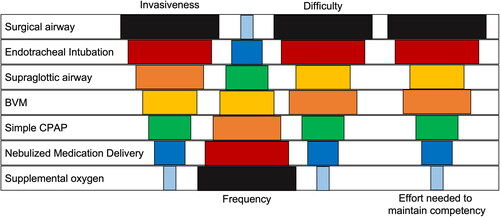 Invasiveness
Difficulty
Surgical airway
Endotracheal Intubation
Supraglottic airway
BVM
Simple CPAP
Nebulized Medication Delivery
Supplemental oxygen
Frequency
Effort needed to
maintain competency